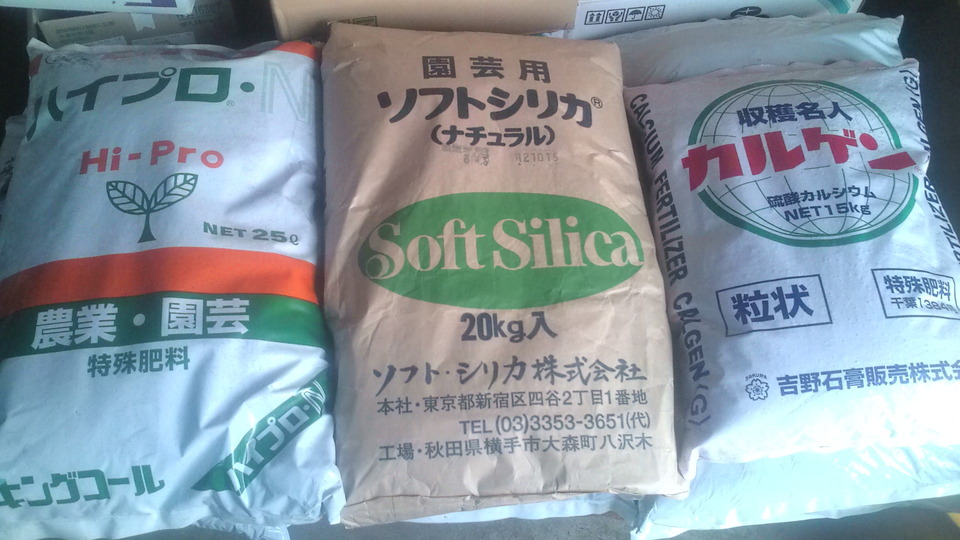 ハイプロ・N
Hi-Pro
NET 25ℓ
農業・園芸
特殊肥料
ハイプロ・N
キングコール
園芸用
ソフトシリカ®
(ナチュラル)
Soft Silica
20kg入
ソフト・シリカ株式会社
本社・東京都新宿区四谷2丁目1番地
TEL(03)3353-3651(代)
工場・秋田県横手市大森町八沢木
CALCIUM FERTILIZER CALGEN(G)
収穫名人
カルゲン
硫酸カルシウム
NET15kg
粒状
特殊肥料
吉野石膏販売株式会